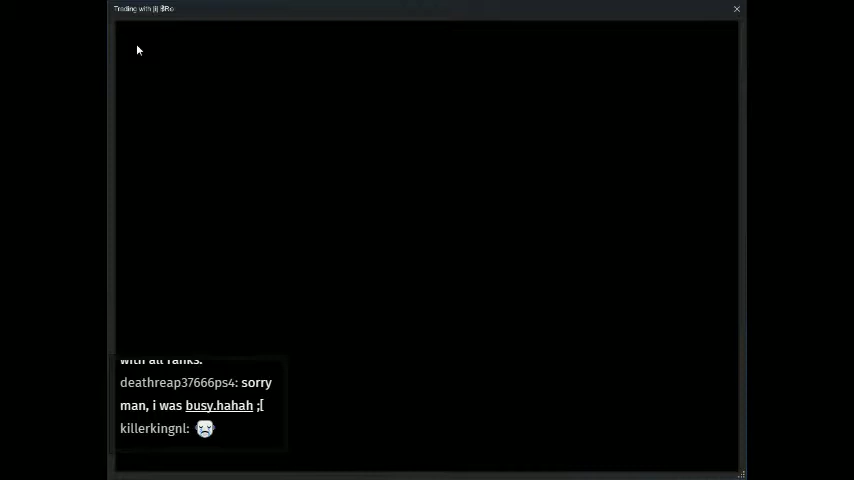 Trading with
with all ranks.
deathreap37666ps4: sorry
man, i was busy.hahah ;[
killerkingnl: